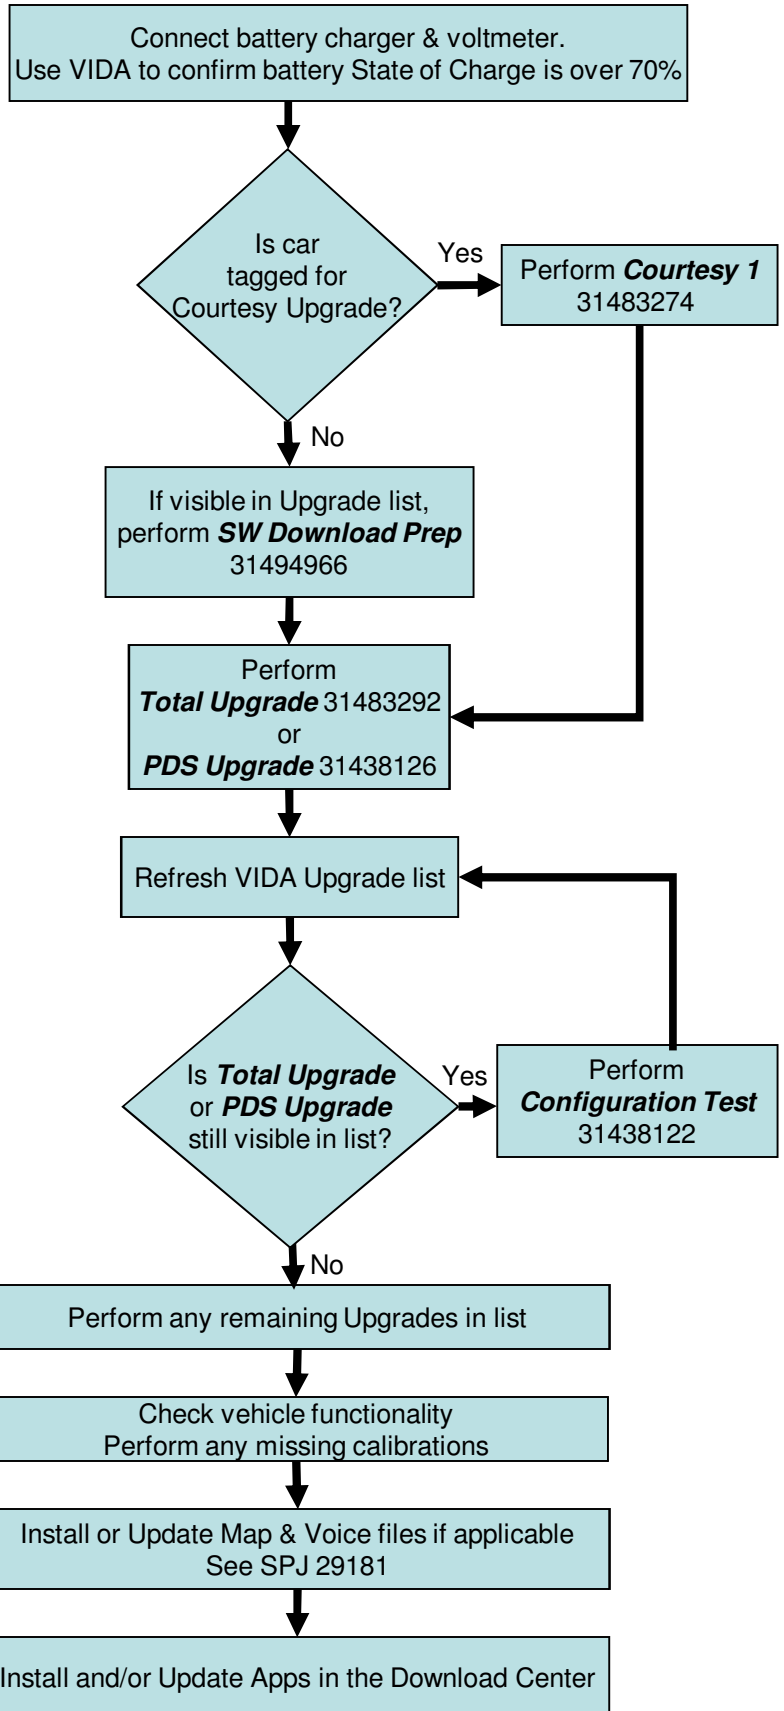 Connect battery charger & voltmeter.
Use VIDA to confirm battery State of Charge is over 70%
Is car
tagged for
Courtesy Upgrade?
Yes
Perform Courtesy 1
31483274
No
If visible in Upgrade list,
perform SW Download Prep
31494966
Perform
Total Upgrade 31483292
or
PDS Upgrade 31438126
Refresh VIDA Upgrade list
Is Total Upgrade
or PDS Upgrade
still visible in list?
Yes
Perform
Configuration Test
31438122
No
Perform any remaining Upgrades in list
Check vehicle functionality
Perform any missing calibrations
Install or Update Map & Voice files if applicable
See SPJ 29181
Install and/or Update Apps in the Download Center